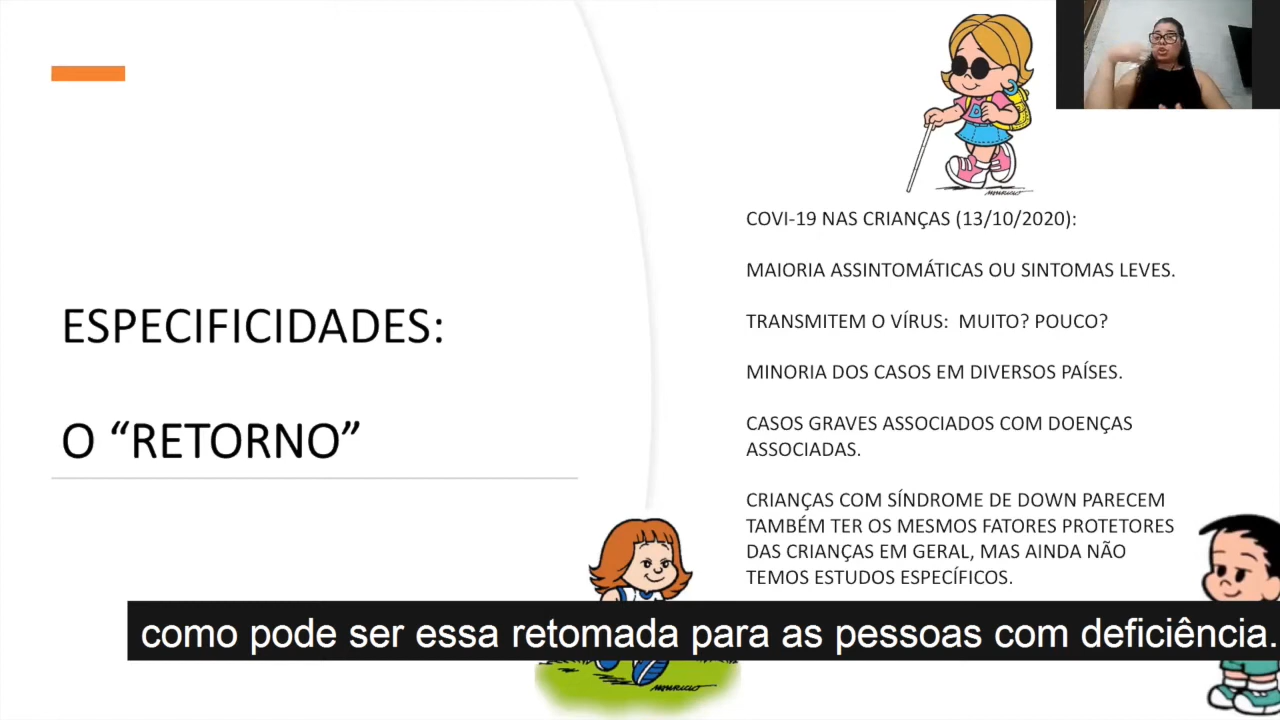 ESPECIFICIDADES:
O “RETORNO”
COVI-19 NAS CRIANÇAS (13/10/2020):
MAIORIA ASSINTOMÁTICAS OU SINTOMAS LEVES.
TRANSMITEM O VÍRUS:  MUITO? POUCO?
MINORIA DOS CASOS EM DIVERSOS PAÍSES.
CASOS GRAVES ASSOCIADOS COM DOENÇAS
ASSOCIADAS.
CRIANÇAS COM SÍNDROME DE DOWN PARECEM
TAMBÉM TER OS MESMOS FATORES PROTETORES
DAS CRIANÇAS EM GERAL, MAS AINDA NÃO
TEMOS ESTUDOS ESPECÍFICOS.
como pode ser essa retomada para as pessoas com deficiência.
MAURICIO
MAURICIO